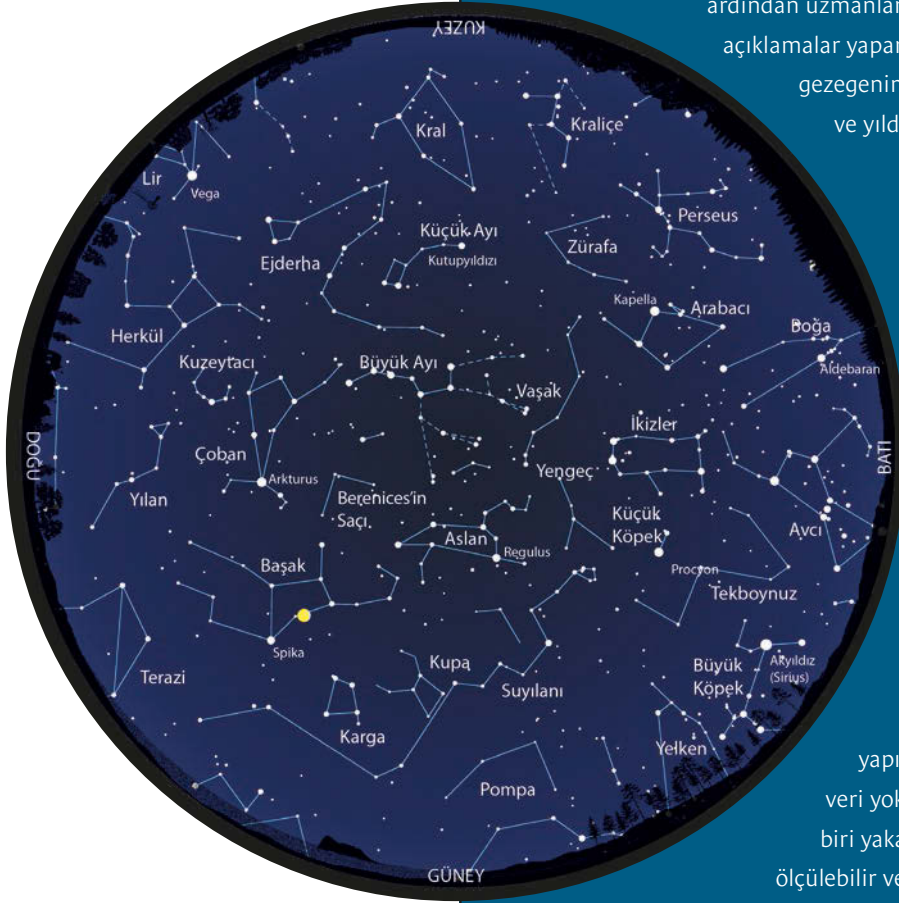 ardından uzmanlar
açıklamalar yapar
gezegenin
ve yıld
KUZEY
Kral
Kraliçe
Lir
Vega
Perseus
Küçük Ayı
Kutupyıldızı
Zürafa
Ejderha
Kapella
Arabacı
Boğa
Aldebaran
Herkül
Kuzeytacı
Büyük Ayı
Vaşak
İkizler
DOĞU
BATI
Çoban
Arkturus
Yılan
Berenices'in
Saçı
Yengeç
Küçük
Köpek
Aslan
Regulus
Avcı
Başak
Procyon
Tekboynuz
Spika
Terazi
Kupa
Suyılanı
Büyük
Köpek
Akyıldız
(Sirius)
Karga
Yelken
Pompa
GÜNEY
yapı
veri yok
biri yaka
ölçülebilir ve